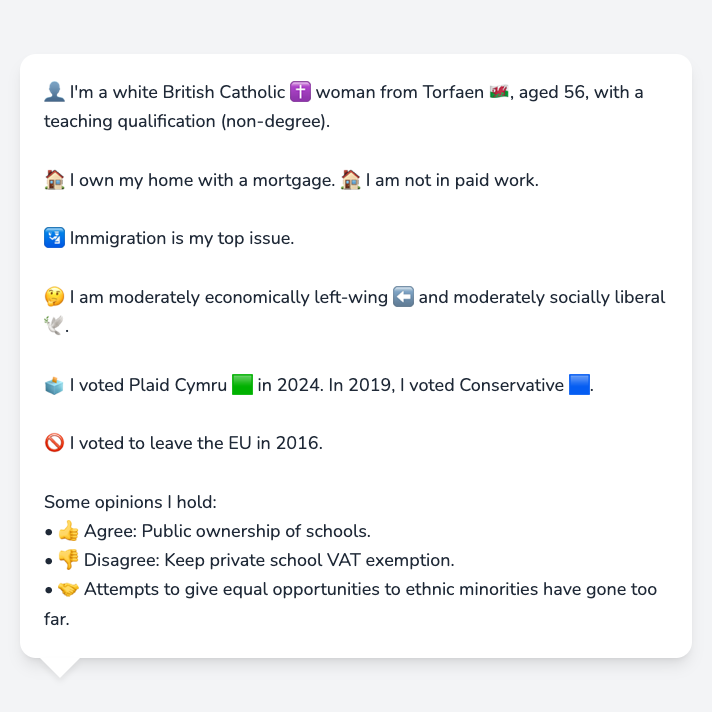 👤 I'm a white British Catholic ✝️ woman from Torfaen 🏴󠁧󠁢󠁷󠁬󠁳󠁿, aged 56, with a
teaching qualification (non-degree).
🏠 I own my home with a mortgage. 🏠 I am not in paid work.
🛂 Immigration is my top issue.
🤔 I am moderately economically left-wing ⬅️ and moderately socially liberal
🕊️.
🗳️ I voted Plaid Cymru 🟩 in 2024. In 2019, I voted Conservative 🟦.
🚫 I voted to leave the EU in 2016.
Some opinions I hold:
• 👍 Agree: Public ownership of schools.
• 👎 Disagree: Keep private school VAT exemption.
• 🤝 Attempts to give equal opportunities to ethnic minorities have gone too
far.